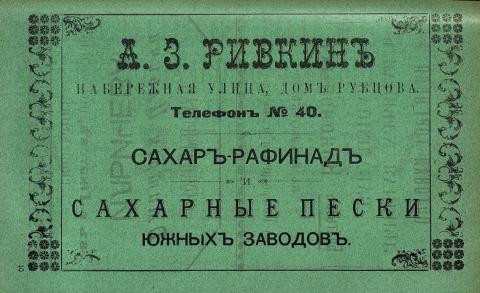 А. З. РИВКИНЪ
НАБЕРЕЖНАЯ УЛИЦА, ДОМЪ РУБЦОВА.
Телефонъ № 40.
САХАРЪ-РАФИНАДЪ
И
САХАРНЫЕ ПЕСКИ
ЮЖНЫХЪ ЗАВОДОВЪ.